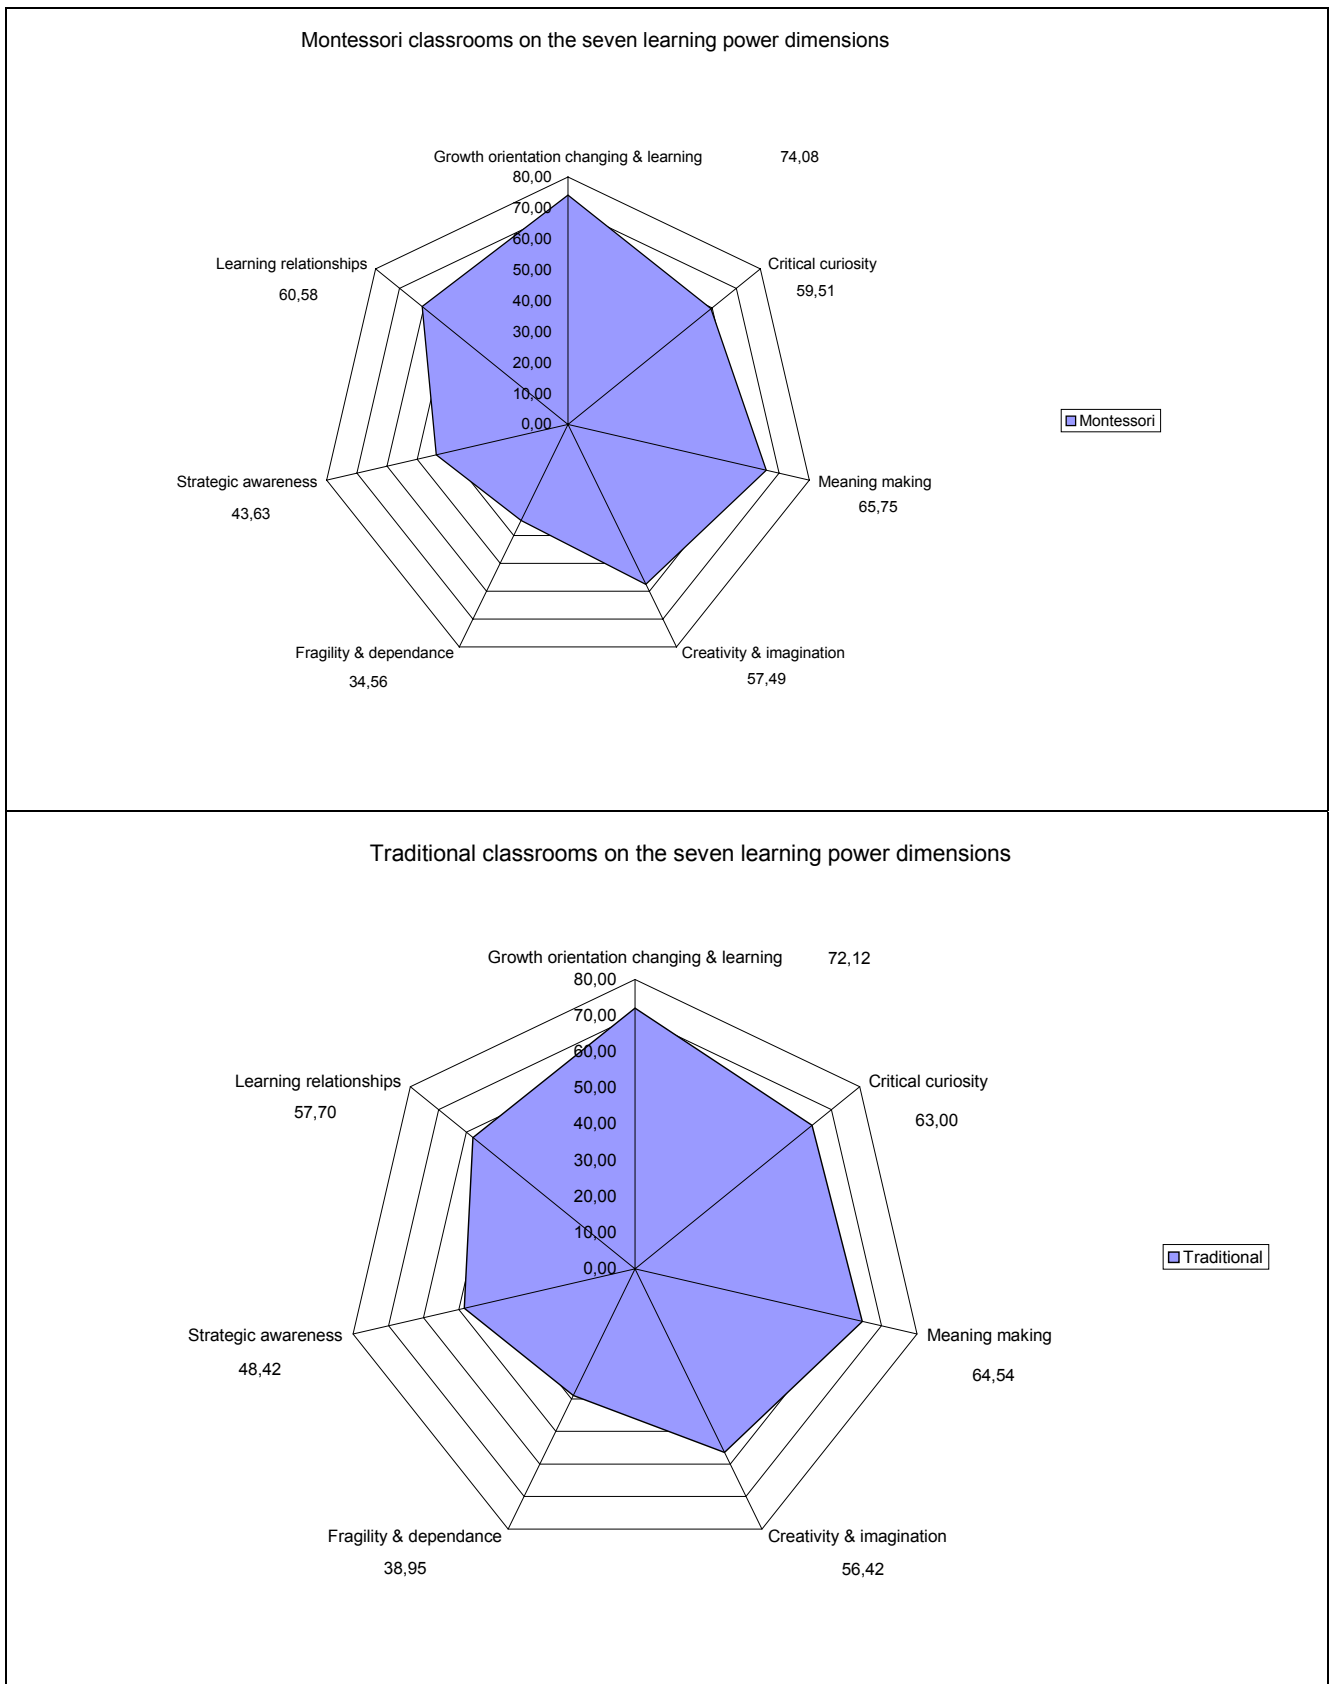 Montessori classrooms on the seven learning power dimensions
Growth orientation changing & learning 74,08
80,00
70,00
60,00
50,00
40,00
30,00
20,00
10,00
0,00
Learning relationships
60,58
Critical curiosity
59,51
Montessori
Strategic awareness
43,63
Meaning making
65,75
Fragility & dependance
34,56
Creativity & imagination
57,49
Traditional classrooms on the seven learning power dimensions
Growth orientation changing & learning 72,12
80,00
70,00
60,00
50,00
40,00
30,00
20,00
10,00
0,00
Learning relationships
57,70
Critical curiosity
63,00
Traditional
Strategic awareness
48,42
Meaning making
64,54
Fragility & dependance
38,95
Creativity & imagination
56,42